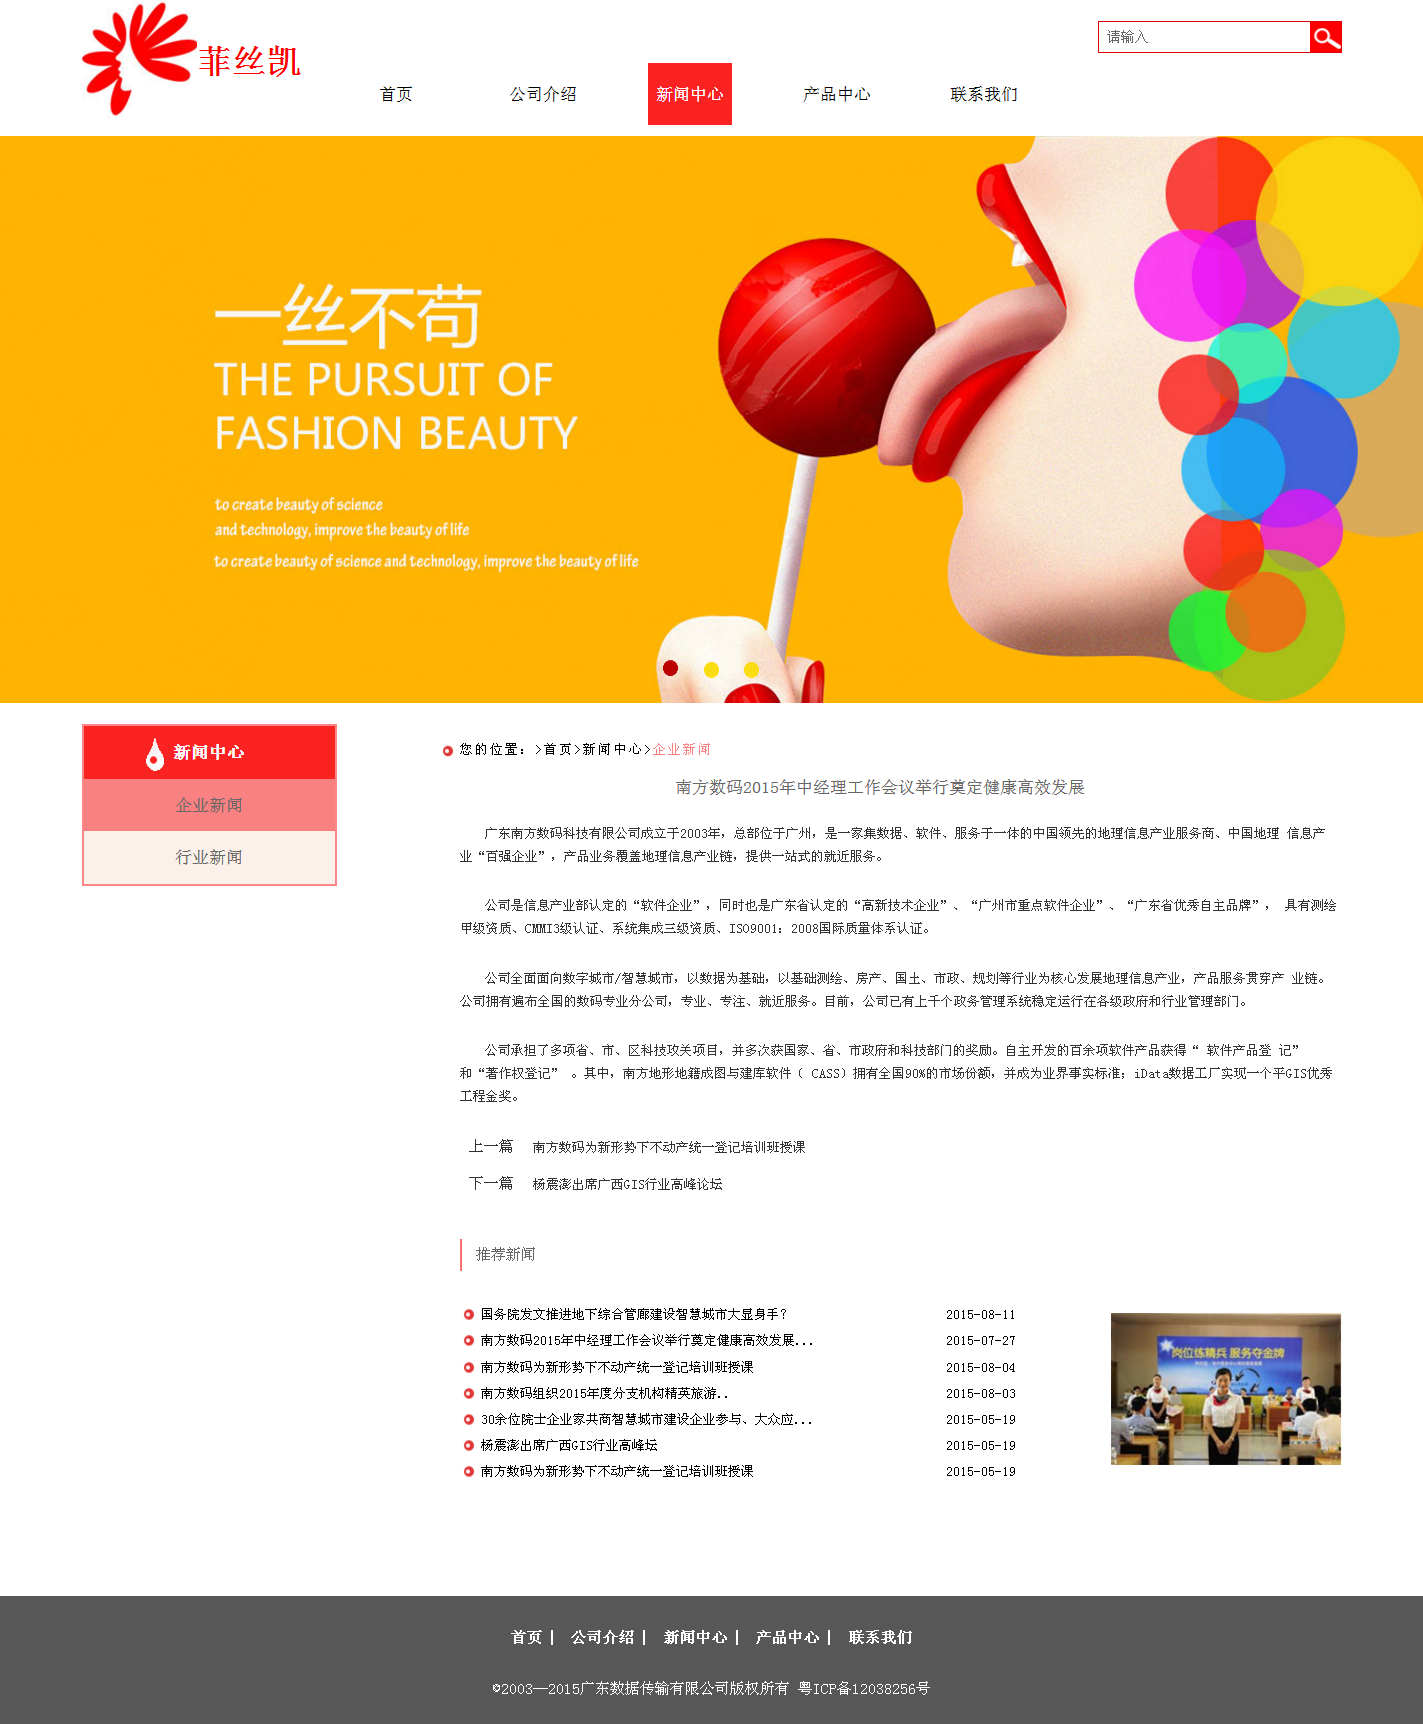 菲丝凯
请输入
首页 公司介绍 新闻中心 产品中心 联系我们
一丝不苟
THE PURSUIT OF
FASHION BEAUTY
to create beauty of science
and technology, improve the beauty of life
to create beauty of science and technology, improve the beauty of life
新闻中心
企业新闻
行业新闻
您的位置：>首页>新闻中心>企业新闻
南方数码2015年中经理工作会议举行奠定健康高效发展
广东南方数码科技有限公司成立于2003年，总部位于广州，是一家集数据、软件、服务于一体的中国领先的地理信息产业服务商、中国地理 信息产
业“百强企业”，产品业务覆盖地理信息产业链，提供一站式的就近服务。
公司是信息产业部认定的“软件企业”，同时也是广东省认定的“高新技术企业”、“广州市重点软件企业”、“广东省优秀自主品牌”， 具有测绘
甲级资质、CMMI3级认证、系统集成三级资质、ISO9001：2008国际质量体系认证。
公司全面面向数字城市/智慧城市，以数据为基础，以基础测绘、房产、国土、市政、规划等行业为核心发展地理信息产业，产品服务贯穿产 业链。
公司拥有遍布全国的数码专业分公司，专业、专注、就近服务。目前，公司已有上千个政务管理系统稳定运行在各级政府和行业管理部门。
公司承担了多项省、市、区科技攻关项目，并多次获国家、省、市政府和科技部门的奖励。自主开发的百余项软件产品获得“ 软件产品登 记”
和“著作权登记” 。其中，南方地形地籍成图与建库软件（ CASS）拥有全国90%的市场份额，并成为业界事实标准；iData数据工厂实现一个平GIS优秀
工程金奖。
上一篇 南方数码为新形势下不动产统一登记培训班授课
下一篇 杨震澎出席广西GIS行业高峰论坛
推荐新闻
国务院发文推进地下综合管廊建设智慧城市大显身手？ 2015-08-11
南方数码2015年中经理工作会议举行奠定健康高效发展... 2015-07-27
南方数码为新形势下不动产统一登记培训班授课 2015-08-04
南方数码组织2015年度分支机构精英旅游.. 2015-08-03
30余位院士企业家共商智慧城市建设企业参与、大众应... 2015-05-19
杨震澎出席广西GIS行业高峰坛 2015-05-19
南方数码为新形势下不动产统一登记培训班授课 2015-05-19
岗位练精兵 服务夺金牌
首页 | 公司介绍 | 新闻中心 | 产品中心 | 联系我们
©2003—2015广东数据传输有限公司版权所有 粤ICP备12038256号